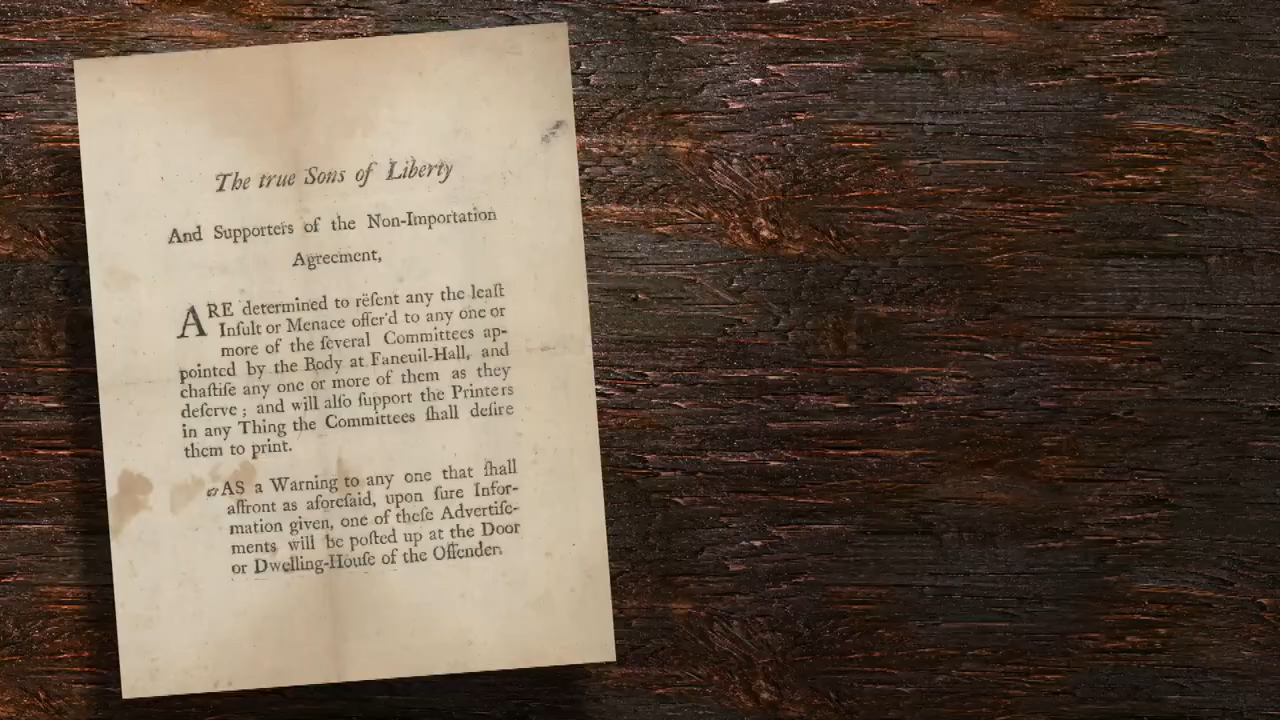 The true Sons of Liberty
And Supporters of the Non-Importation
Agreement,
ARE determined to reſent any the leaſt
Inſult or Menace offer'd to any one or
more of the ſeveral Committees ap-
pointed by the Body at Faneuil-Hall, and
chaſtiſe any one or more of them as they
deſerve; and will alſo ſupport the Printers
in any Thing the Committees ſhall deſire
them to print.
☞AS a Warning to any one that ſhall
affront as aforeſaid, upon ſure Infor-
mation given, one of theſe Advertiſe-
ments will be poſted up at the Door
or Dwelling-Houſe of the Offender.